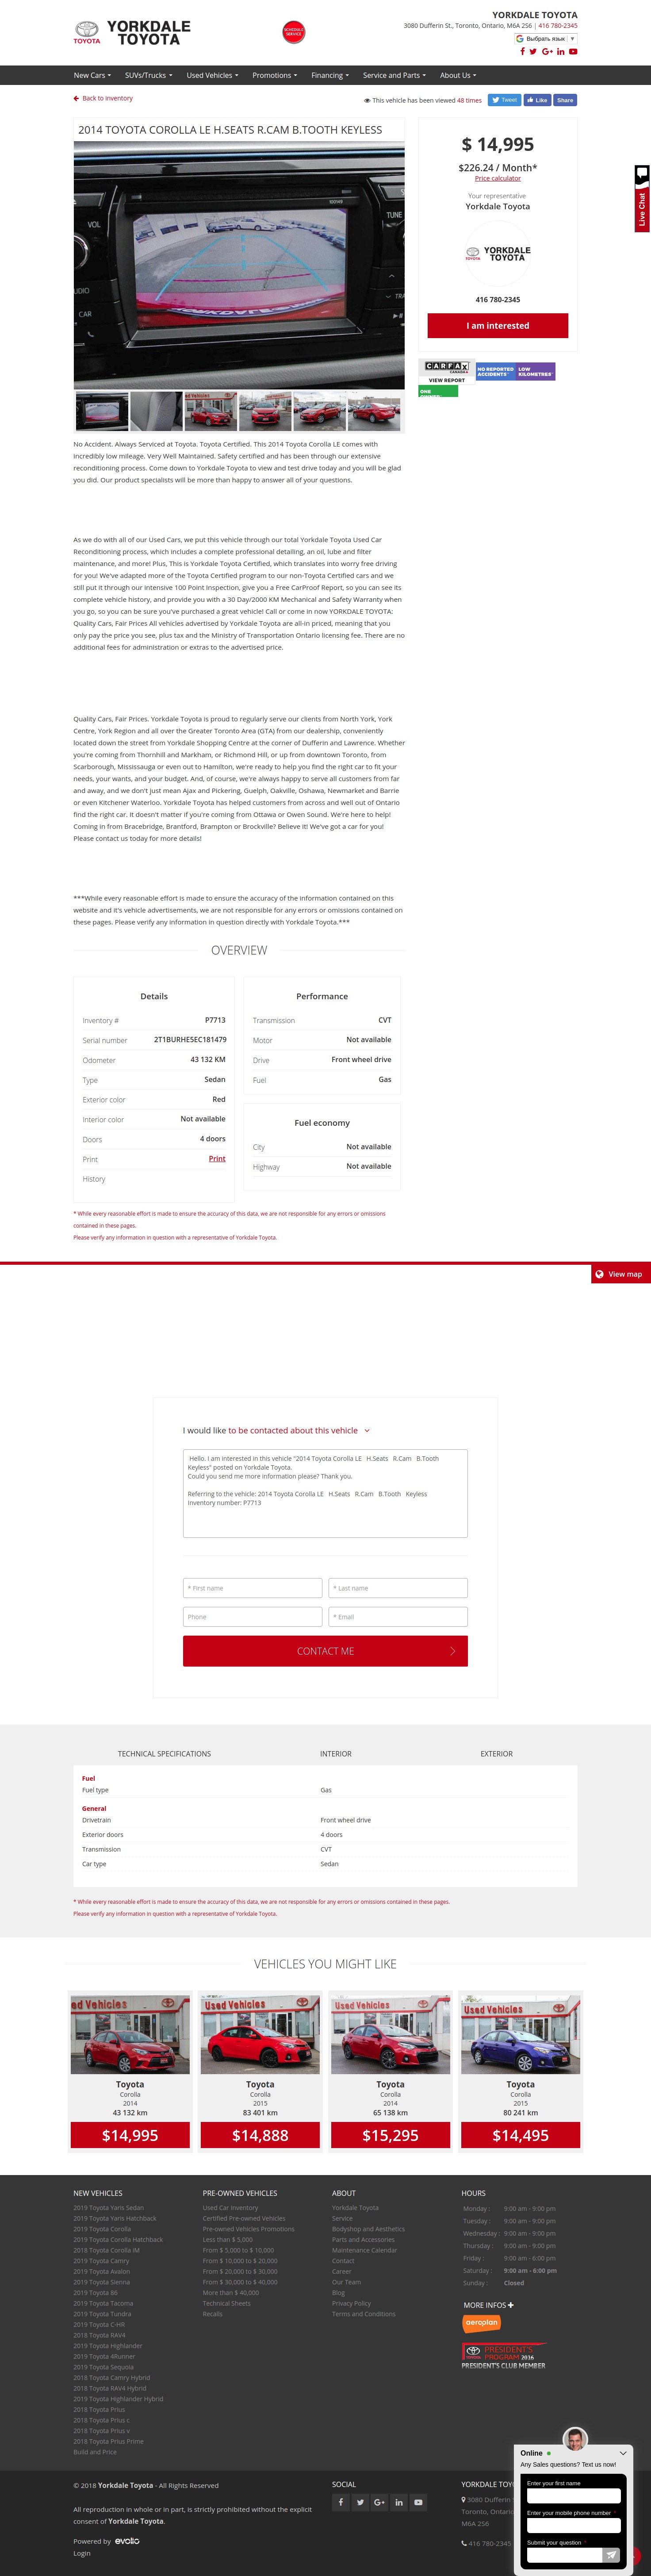 YORKDALE
TOYOTA
TOYOTA
SCHEDULE
SERVICE
YORKDALE TOYOTA
3080 Dufferin St., Toronto, Ontario, M6A 2S6 | 416 780-2345
Выбрать язык ▼
New Cars SUVs/Trucks Used Vehicles Promotions Financing Service and Parts About Us
Back to Inventory
This vehicle has been viewed 48 times
Tweet Like Share
2014 TOYOTA COROLLA LE H.SEATS R.CAM B.TOOTH KEYLESS
VOL
TUNE
AUDIO
CAR
TRA
$ 14,995
$226.24 / Month*
Price calculator
Your representative
Yorkdale Toyota
YORKDALE
TOYOTA
416 780-2345
I am interested
Live Chat
CARFAX
CANADA
VIEW REPORT
NO REPORTED
ACCIDENTS
LOW
KILOMETRES
ONE
No Accident. Always Serviced at Toyota. Toyota Certified. This 2014 Toyota Corolla LE comes with
incredibly low mileage. Very Well Maintained. Safety certified and has been through our extensive
reconditioning process. Come down to Yorkdale Toyota to view and test drive today and you will be glad
you did. Our product specialists will be more than happy to answer all of your questions.
As we do with all of our Used Cars, we put this vehicle through our total Yorkdale Toyota Used Car
Reconditioning process, which includes a complete professional detailing, an oil, lube and filter
maintenance, and more! Plus, This is Yorkdale Toyota Certified, which translates into worry free driving
for you! We've adapted more of the Toyota Certified program to our non-Toyota Certified cars and we
still put it through our intensive 100 Point Inspection, give you a Free CarProof Report, so you can see its
complete vehicle history, and provide you with a 30 Day/2000 KM Mechanical and Safety Warranty when
you go, so you can be sure you've purchased a great vehicle! Call or come in now YORKDALE TOYOTA:
Quality Cars, Fair Prices All vehicles advertised by Yorkdale Toyota are all-in priced, meaning that you
only pay the price you see, plus tax and the Ministry of Transportation Ontario licensing fee. There are no
additional fees for administration or extras to the advertised price.
Quality Cars, Fair Prices. Yorkdale Toyota is proud to regularly serve our clients from North York, York
Centre, York Region and all over the Greater Toronto Area (GTA) from our dealership, conveniently
located down the street from Yorkdale Shopping Centre at the corner of Dufferin and Lawrence. Whether
you're coming from Thornhill and Markham, or Richmond Hill, or up from downtown Toronto, from
Scarborough, Mississauga or even out to Hamilton, we're ready to help you find the right car to fit your
needs, your wants, and your budget. And, of course, we're always happy to serve all customers from far
and away, and we don't just mean Ajax and Pickering, Guelph, Oakville, Oshawa, Newmarket and Barrie
or even Kitchener Waterloo. Yorkdale Toyota has helped customers from across and well out of Ontario
find the right car. It doesn't matter if you're coming from Ottawa or Owen Sound. We're here to help!
Coming in from Bracebridge, Brantford, Brampton or Brockville? Believe it! We've got a car for you!
Please contact us today for more details!
***While every reasonable effort is made to ensure the accuracy of the information contained on this
website and it's vehicle advertisements, we are not responsible for any errors or omissions contained on
these pages. Please verify any information in question directly with Yorkdale Toyota.***
OVERVIEW
Details
Inventory # P7713
Serial number 2T1BURHE5EC181479
Odometer 43 132 KM
Type Sedan
Exterior color Red
Interior color Not available
Doors 4 doors
Print Print
History
Performance
Transmission CVT
Motor Not available
Drive Front wheel drive
Fuel Gas
Fuel economy
City Not available
Highway Not available
* While every reasonable effort is made to ensure the accuracy of this data, we are not responsible for any errors or omissions
contained in these pages.
Please verify any information in question with a representative of Yorkdale Toyota.
View map
I would like to be contacted about this vehicle
Hello, I am interested in this vehicle "2014 Toyota Corolla LE H.Seats R.Cam B.Tooth
Keyless" posted on Yorkdale Toyota.
Could you send me more information please? Thank you.
Referring to the vehicle: 2014 Toyota Corolla LE H.Seats R.Cam B.Tooth Keyless
Inventory number: P7713
* First name * Last name
Phone * Email
CONTACT ME
TECHNICAL SPECIFICATIONS INTERIOR EXTERIOR
Fuel
Fuel type Gas
General
Drivetrain Front wheel drive
Exterior doors 4 doors
Transmission CVT
Car type Sedan
* While every reasonable effort is made to ensure the accuracy of this data, we are not responsible for any errors or omissions contained in these pages.
Please verify any information in question with a representative of Yorkdale Toyota.
VEHICLES YOU MIGHT LIKE
Used Vehicles Used Vehicles Used Vehicles Used Vehicles
Toyota Toyota Toyota Toyota
Corolla Corolla Corolla Corolla
2014 2015 2014 2015
43 132 km 83 401 km 65 138 km 80 241 km
$14,995 $14,888 $15,295 $14,495
NEW VEHICLES
2019 Toyota Yaris Sedan
2019 Toyota Yaris Hatchback
2019 Toyota Corolla
2019 Toyota Corolla Hatchback
2018 Toyota Corolla iM
2019 Toyota Camry
2019 Toyota Avalon
2019 Toyota Sienna
2019 Toyota 86
2019 Toyota Tacoma
2019 Toyota Tundra
2019 Toyota C-HR
2018 Toyota RAV4
2019 Toyota Highlander
2019 Toyota 4Runner
2019 Toyota Sequoia
2018 Toyota Camry Hybrid
2018 Toyota RAV4 Hybrid
2019 Toyota Highlander Hybrid
2018 Toyota Prius
2018 Toyota Prius c
2018 Toyota Prius v
2018 Toyota Prius Prime
Build and Price
PRE-OWNED VEHICLES
Used Car Inventory
Certified Pre-owned Vehicles
Pre-owned Vehicles Promotions
Less than $ 5,000
From $ 5,000 to $ 10,000
From $ 10,000 to $ 20,000
From $ 20,000 to $ 30,000
From $ 30,000 to $ 40,000
More than $ 40,000
Technical Sheets
Recalls
ABOUT
Yorkdale Toyota
Service
Bodyshop and Aesthetics
Parts and Accessories
Maintenance Calendar
Contact
Career
Our Team
Blog
Privacy Policy
Terms and Conditions
HOURS
Monday : 9:00 am - 9:00 pm
Tuesday : 9:00 am - 9:00 pm
Wednesday : 9:00 am - 9:00 pm
Thursday : 9:00 am - 9:00 pm
Friday : 9:00 am - 6:00 pm
Saturday : 9:00 am - 6:00 pm
Sunday : Closed
MORE INFOS
aeroplan
TOYOTA
PRESIDENT'S
PROGRAM 2016
PRESIDENT'S CLUB MEMBER
© 2018 Yorkdale Toyota - All Rights Reserved
All reproduction in whole or in part, is strictly prohibited without the explicit
consent of Yorkdale Toyota.
Powered by evolio
Login
SOCIAL
YORKDALE TOYO
3080 Dufferin
Toronto, Ontario
M6A 2S6
416 780-2345
Online
Any Sales questions? Text us now!
Enter your first name
Enter your mobile phone number *
Submit your question *